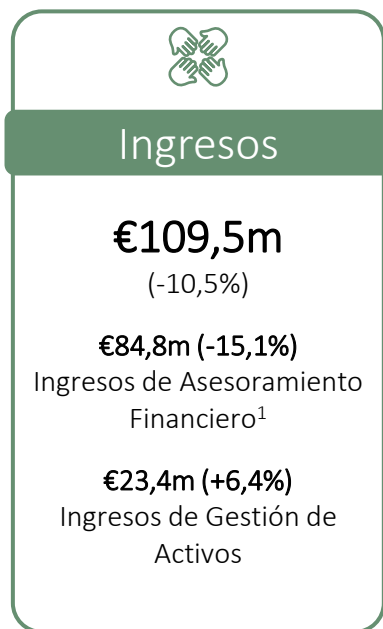 Ingresos
€109,5m
(-10,5%)
€84,8m (-15,1%)
Ingresos de Asesoramiento
Financiero¹
€23,4m (+6,4%)
Ingresos de Gestión de
Activos